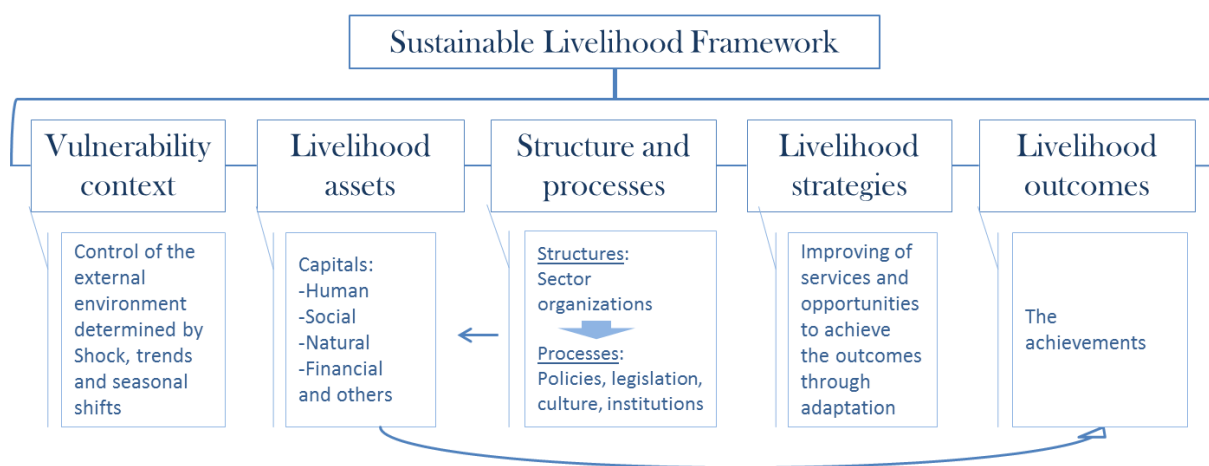 Sustainable Livelihood Framework
Vulnerability
context
Livelihood
assets
Structure and
processes
Livelihood
strategies
Livelihood
outcomes
Control of the
external
environment
determined by
Shock, trends
and seasonal
shifts
Capitals:
-Human
-Social
-Natural
-Financial
and others
Structures:
Sector
organizations
Processes:
Policies, legislation,
culture, institutions
Improving of
services and
opportunities
to achieve
the outcomes
through
adaptation
The
achievements